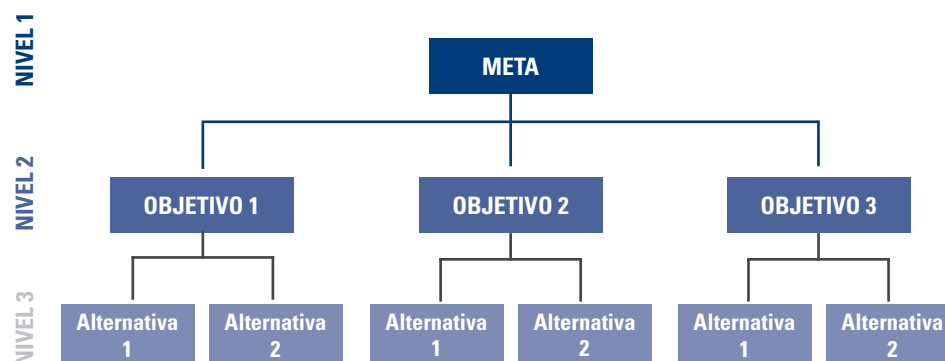 NIVEL 1
META
NIVEL 2
OBJETIVO 1
OBJETIVO 2
OBJETIVO 3
NIVEL 3
Alternativa
1
Alternativa
2
Alternativa
1
Alternativa
2
Alternativa
1
Alternativa
2